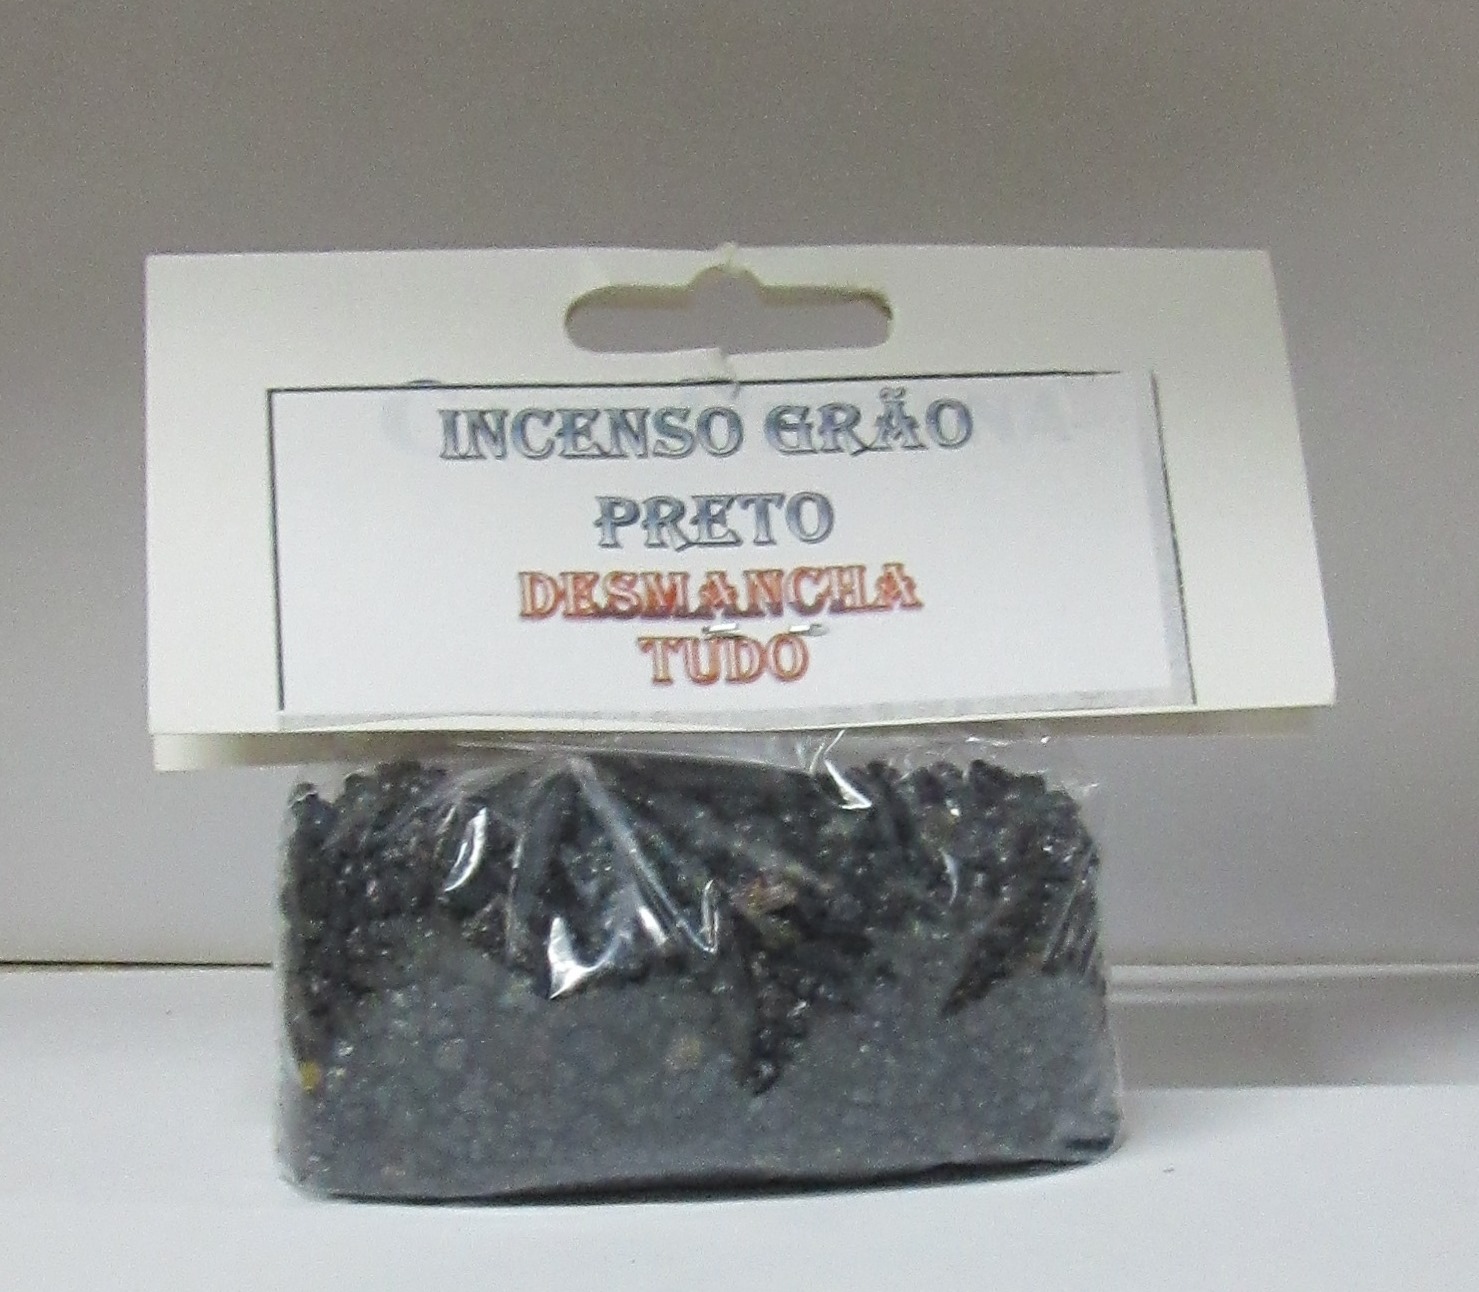 INCENSO GRÃO
PRETO
DESMANCHA
TUDO